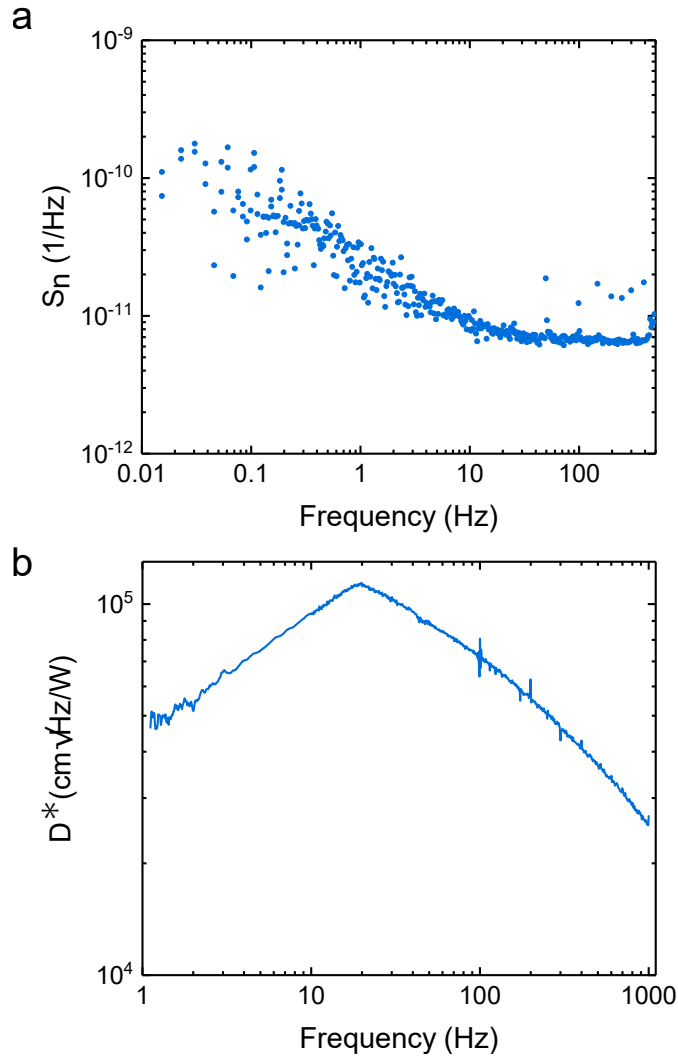 a
10⁻⁹
10⁻¹⁰
10⁻¹¹
10⁻¹²
Sn (1/Hz)
0.01 0.1 1 10 100
Frequency (Hz)
b
10⁵
10⁴
D*(cm√Hz/W)
1 10 100 1000
Frequency (Hz)